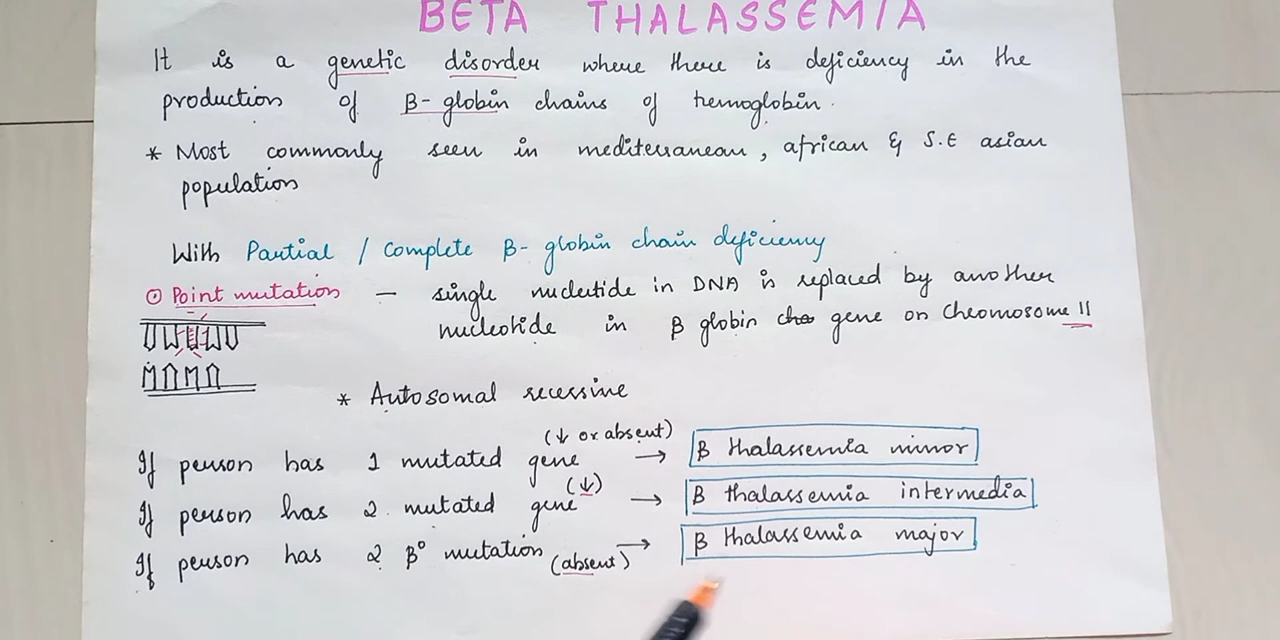 BETA THALASSEMIA
It is a genetic disorder where there is deficiency in the
production of β-globin chains of hemoglobin.
* Most commonly seen in mediterranean, african & S.E asian
population
With Partial / Complete β-globin chain deficiency
⊙ Point mutation — single nucleotide in DNA is replaced by another
nucleotide in β globin gene on Chromosome 11
* Autosomal recessive
(↓ or absent)
If person has 1 mutated gene → β thalassemia minor
(↓)
If person has 2 mutated gene → β thalassemia intermedia
If person has 2 β° mutation (absent) → β thalassemia major